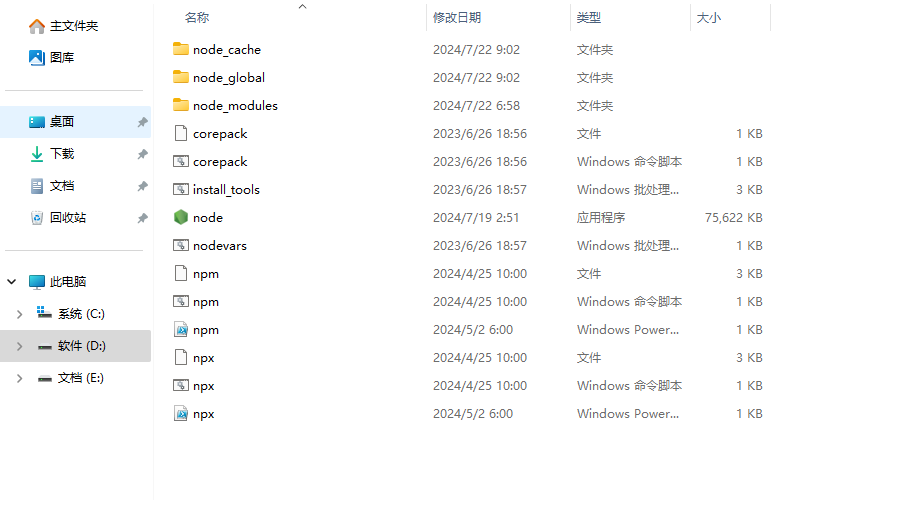 主文件夹
图库
桌面
下载
文档
回收站
此电脑
系统 (C:)
软件 (D:)
文档 (E:)
名称 修改日期 类型 大小
node_cache 2024/7/22 9:02 文件夹
node_global 2024/7/22 9:02 文件夹
node_modules 2024/7/22 6:58 文件夹
corepack 2023/6/26 18:56 文件 1 KB
corepack 2023/6/26 18:56 Windows 命令脚本 1 KB
install_tools 2023/6/26 18:57 Windows 批处理... 3 KB
node 2024/7/19 2:51 应用程序 75,622 KB
nodevars 2023/6/26 18:57 Windows 批处理... 1 KB
npm 2024/4/25 10:00 文件 3 KB
npm 2024/4/25 10:00 Windows 命令脚本 1 KB
npm 2024/5/2 6:00 Windows Power... 1 KB
npx 2024/4/25 10:00 文件 3 KB
npx 2024/4/25 10:00 Windows 命令脚本 1 KB
npx 2024/5/2 6:00 Windows Power... 1 KB